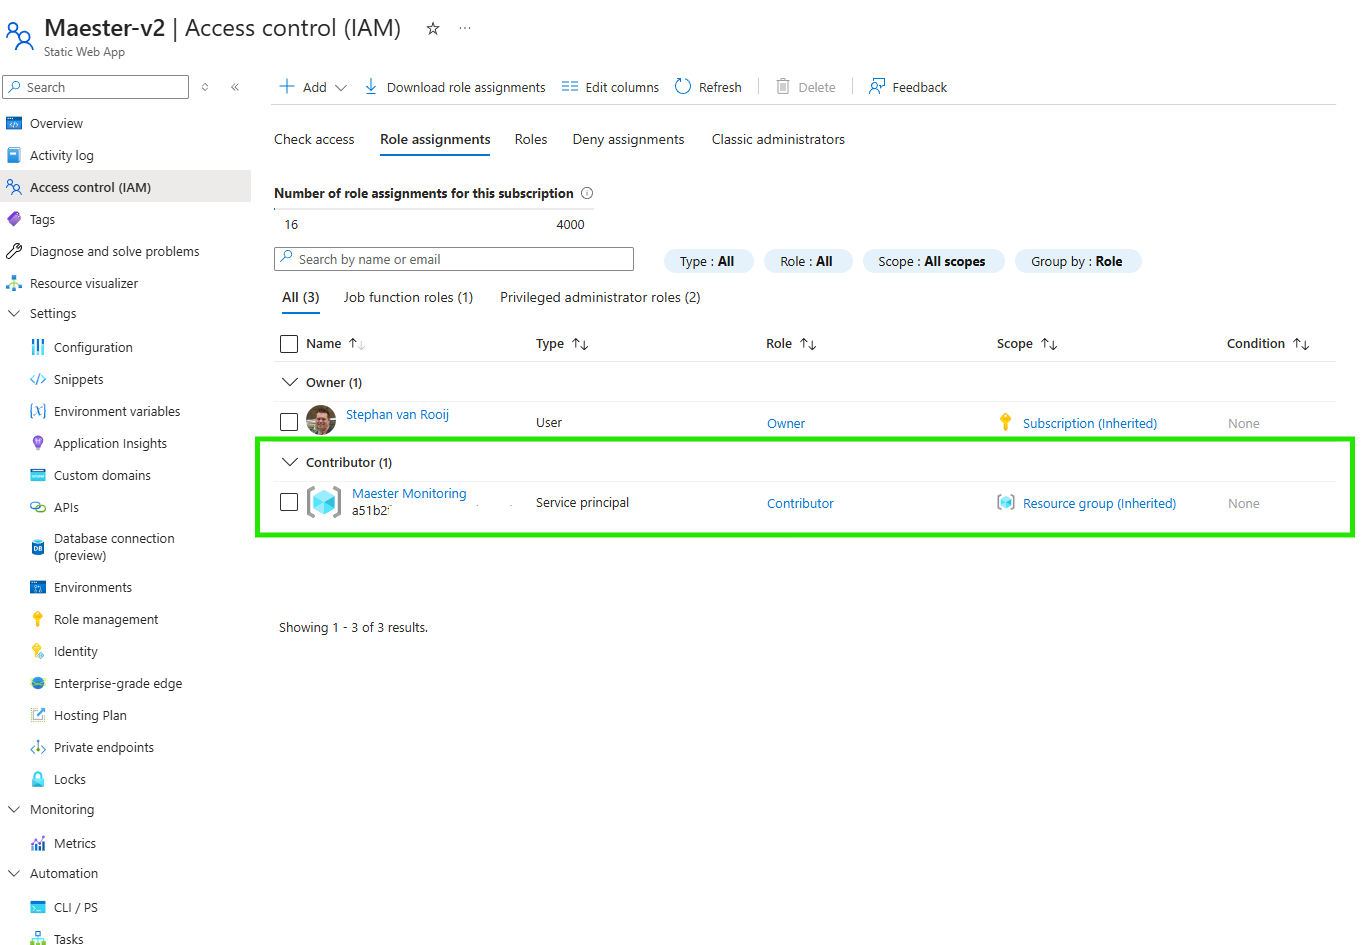 Maester-v2 | Access control (IAM)
Static Web App
Search
Add
Download role assignments
Edit columns
Refresh
Delete
Feedback
Overview
Activity log
Access control (IAM)
Tags
Diagnose and solve problems
Resource visualizer
Settings
Configuration
Snippets
Environment variables
Application Insights
Custom domains
APIs
Database connection
(preview)
Environments
Role management
Identity
Enterprise-grade edge
Hosting Plan
Private endpoints
Locks
Monitoring
Metrics
Automation
CLI / PS
Tasks
Check access
Role assignments
Roles
Deny assignments
Classic administrators
Number of role assignments for this subscription
16
4000
Search by name or email
Type : All
Role : All
Scope : All scopes
Group by : Role
All (3)
Job function roles (1)
Privileged administrator roles (2)
Name
Type
Role
Scope
Condition
Owner (1)
Stephan van Rooij
User
Owner
Subscription (Inherited)
None
Contributor (1)
Maester Monitoring
a51b2
Service principal
Contributor
Resource group (Inherited)
None
Showing 1 - 3 of 3 results.